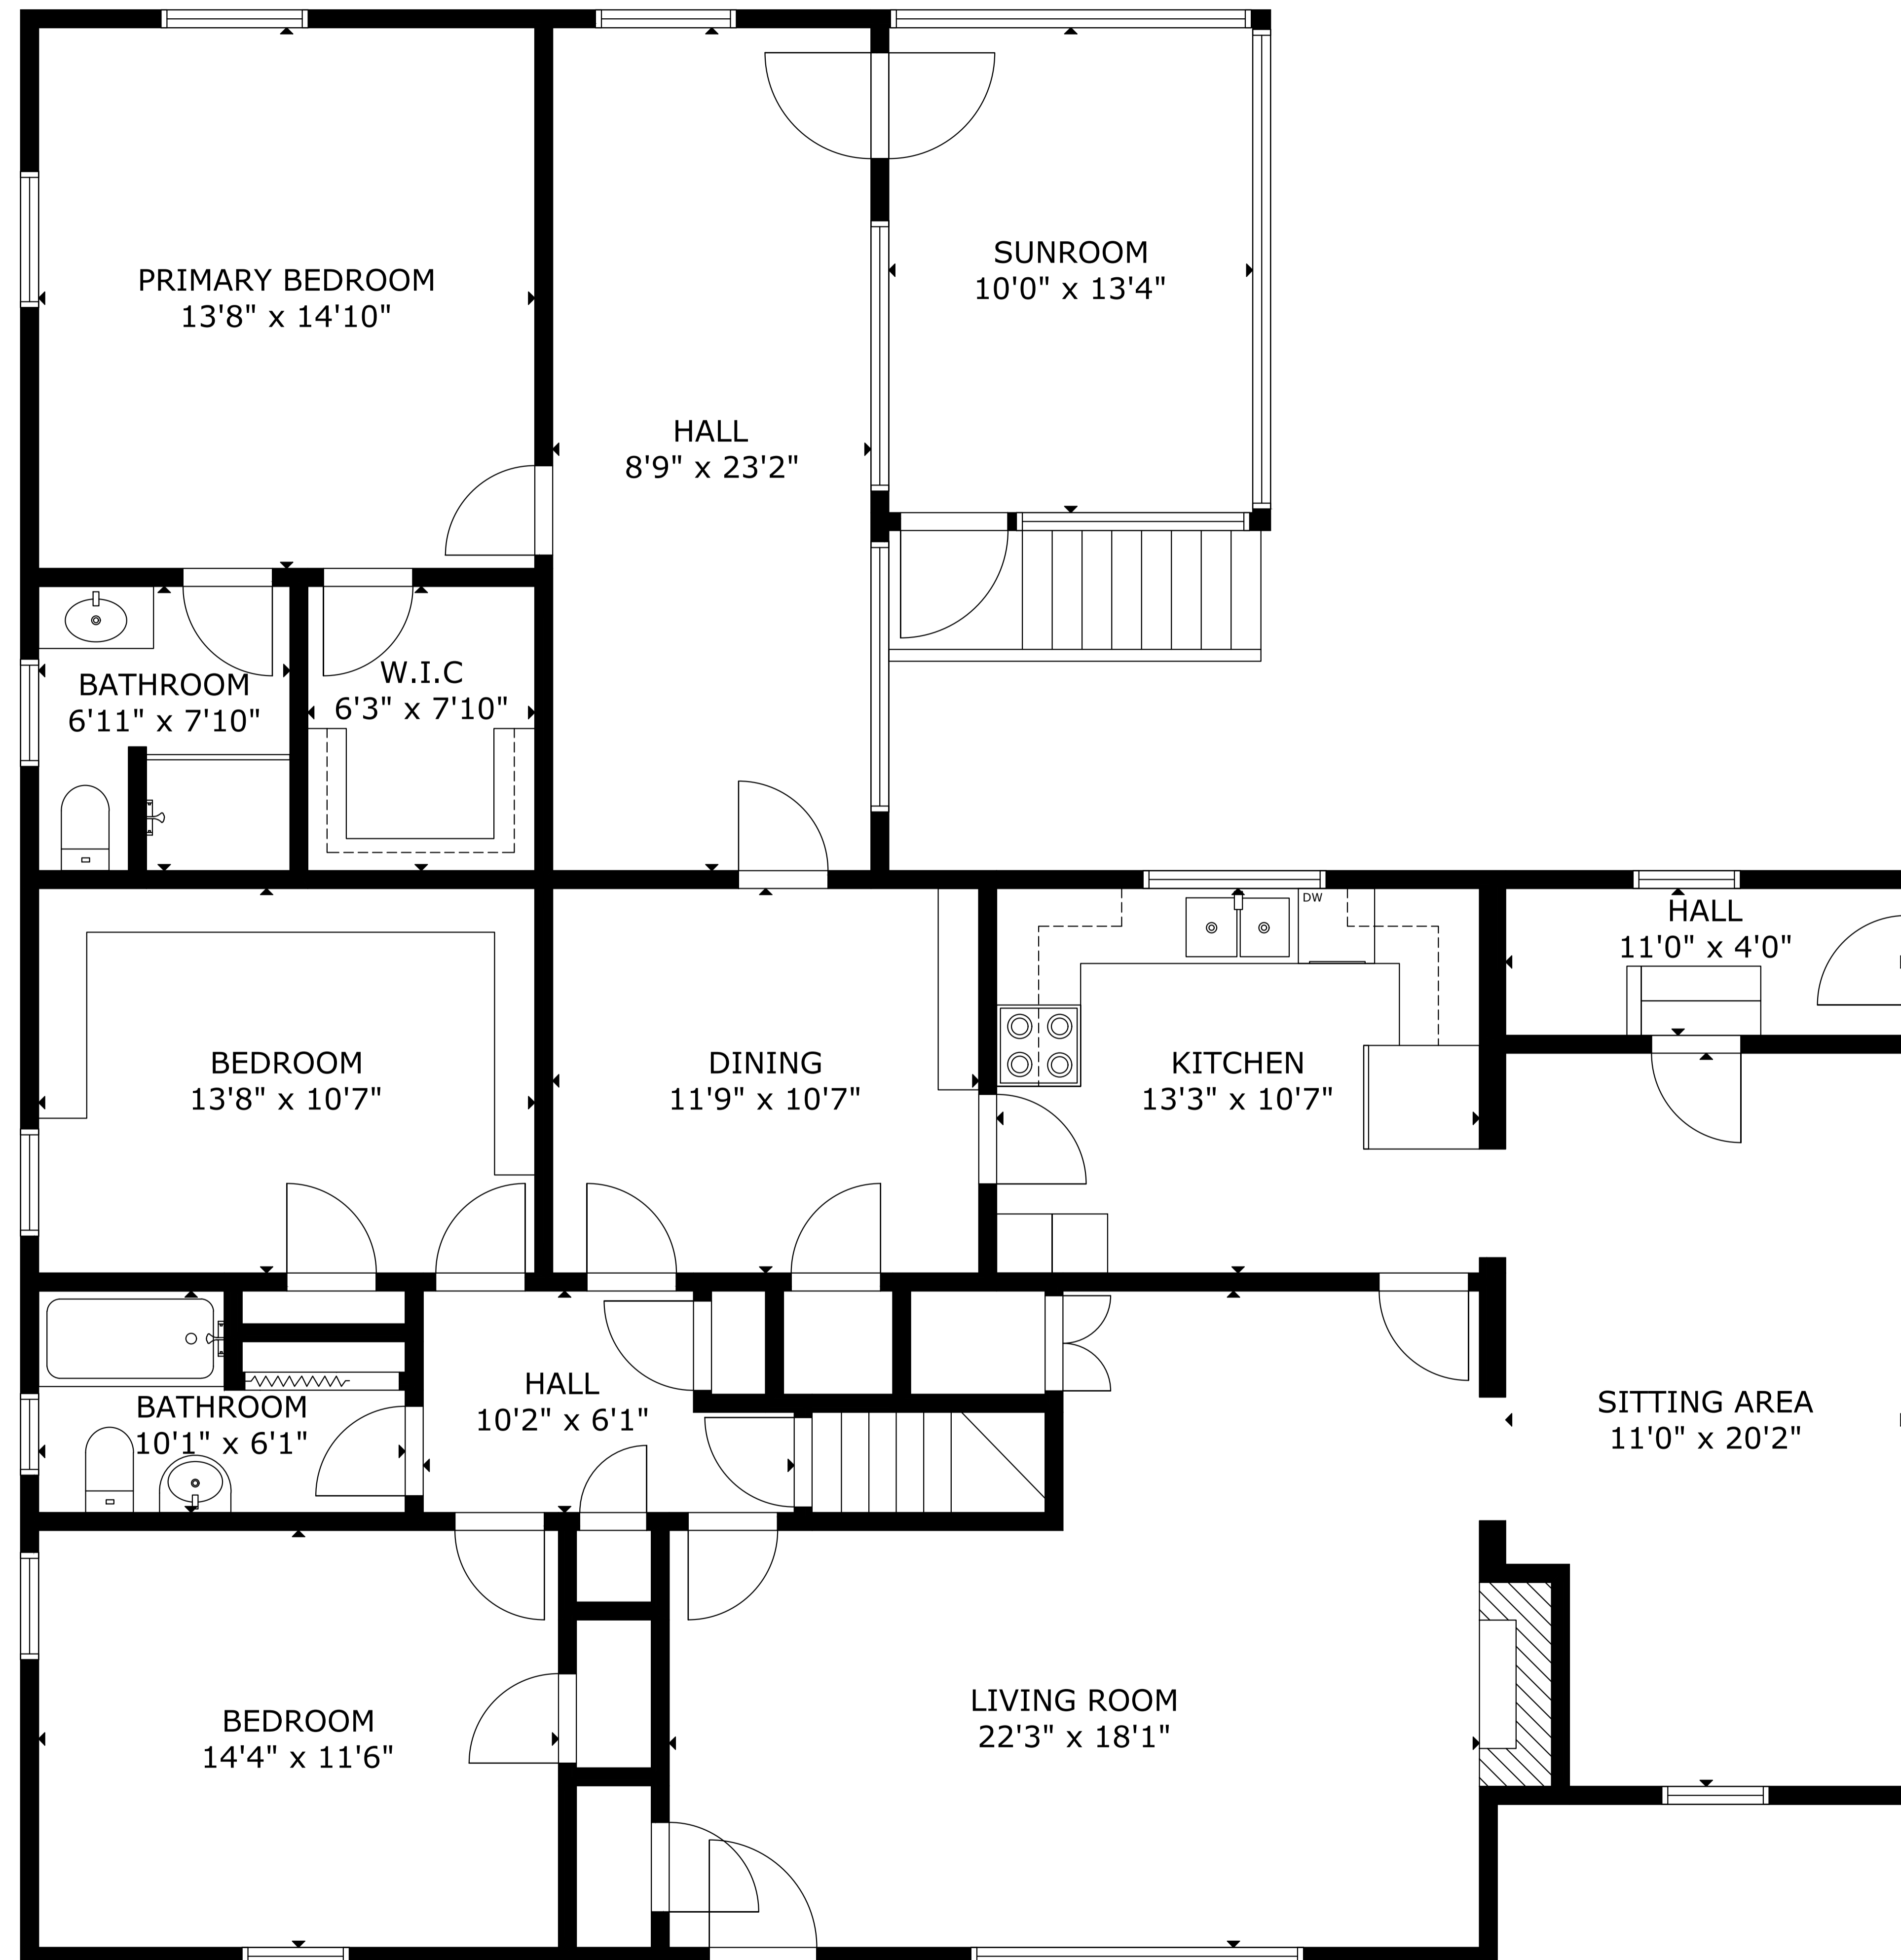 PRIMARY BEDROOM
13'8" x 14'10"
SUNROOM
10'0" x 13'4"
HALL
8'9" x 23'2"
BATHROOM
6'11" x 7'10"
W.I.C
6'3" x 7'10"
DW
HALL
11'0" x 4'0"
BEDROOM
13'8" x 10'7"
DINING
11'9" x 10'7"
KITCHEN
13'3" x 10'7"
BATHROOM
10'1" x 6'1"
HALL
10'2" x 6'1"
SITTING AREA
11'0" x 20'2"
BEDROOM
14'4" x 11'6"
LIVING ROOM
22'3" x 18'1"